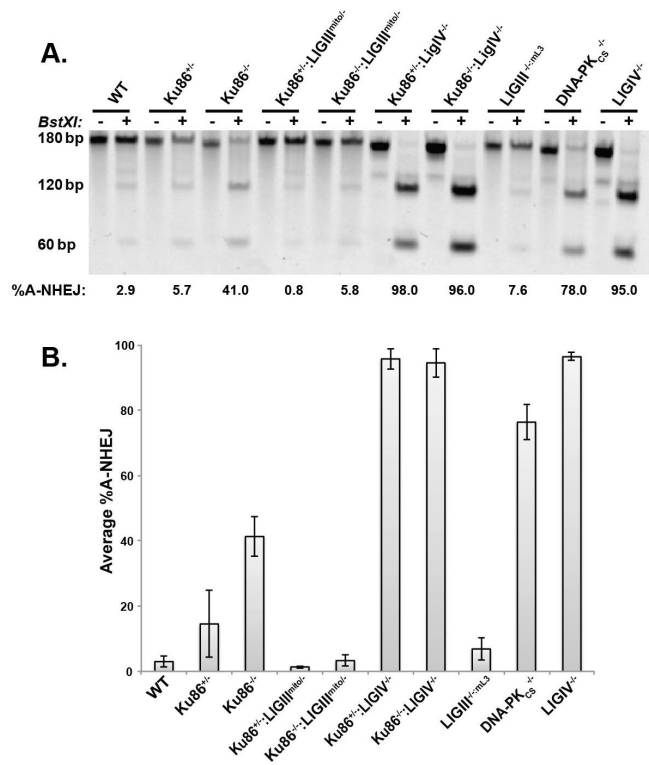 A.
WT
Ku86+/-
Ku86-/-
Ku86+/-:LIGIIImito/-
Ku86-/-:LIGIIImito/-
Ku86+/-:LigIV-/-
Ku86-/-:LigIV-/-
LIGIII-/-:mL3
DNA-PKCS-/-
LIGIV-/-
BstXI: - + - + - + - + - + - + - + - + - + - +
180 bp
120 bp
60 bp
%A-NHEJ: 2.9 5.7 41.0 0.8 5.8 98.0 96.0 7.6 78.0 95.0
B.
Average %A-NHEJ
100
80
60
40
20
0
WT
Ku86+/-
Ku86-/-
Ku86+/-:LIGIIImito/-
Ku86-/-:LIGIIImito/-
Ku86+/-:LIGIV-/-
Ku86-/-:LIGIV-/-
LIGIII-/-:mL3
DNA-PKCS-/-
LIGIV-/-